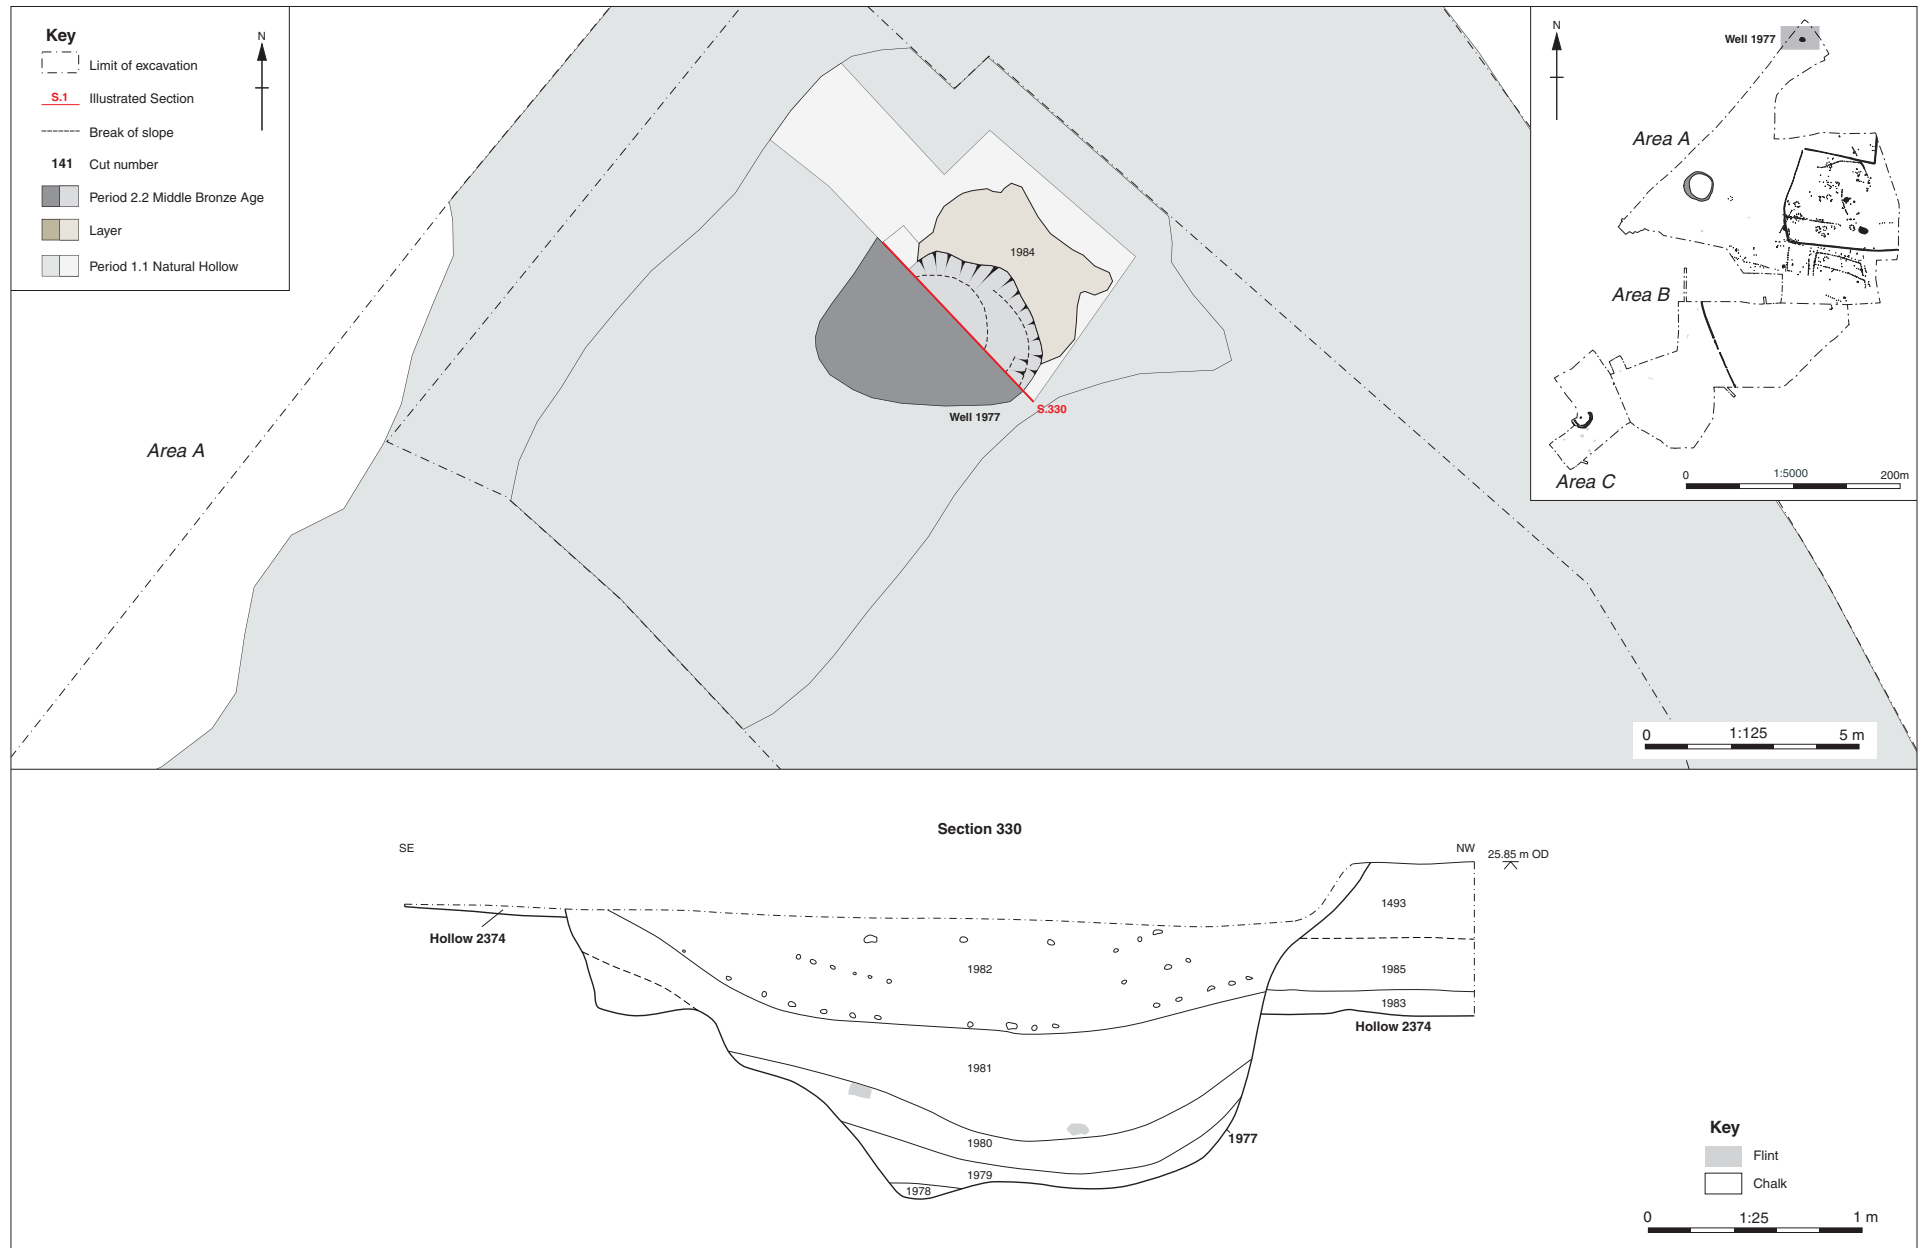 Key
N
Limit of excavation
S.1 Illustrated Section
Break of slope
141 Cut number
Period 2.2 Middle Bronze Age
Layer
Period 1.1 Natural Hollow
Area A
1984
Well 1977
S.330
0 1:125 5 m
N
Well 1977
Area A
Area B
Area C
0 1:5000 200m
Section 330
SE
NW
25.85 m OD
Hollow 2374
1493
1982
1985
1983
Hollow 2374
1981
1980
1977
1979
1978
Key
Flint
Chalk
0 1:25 1 m